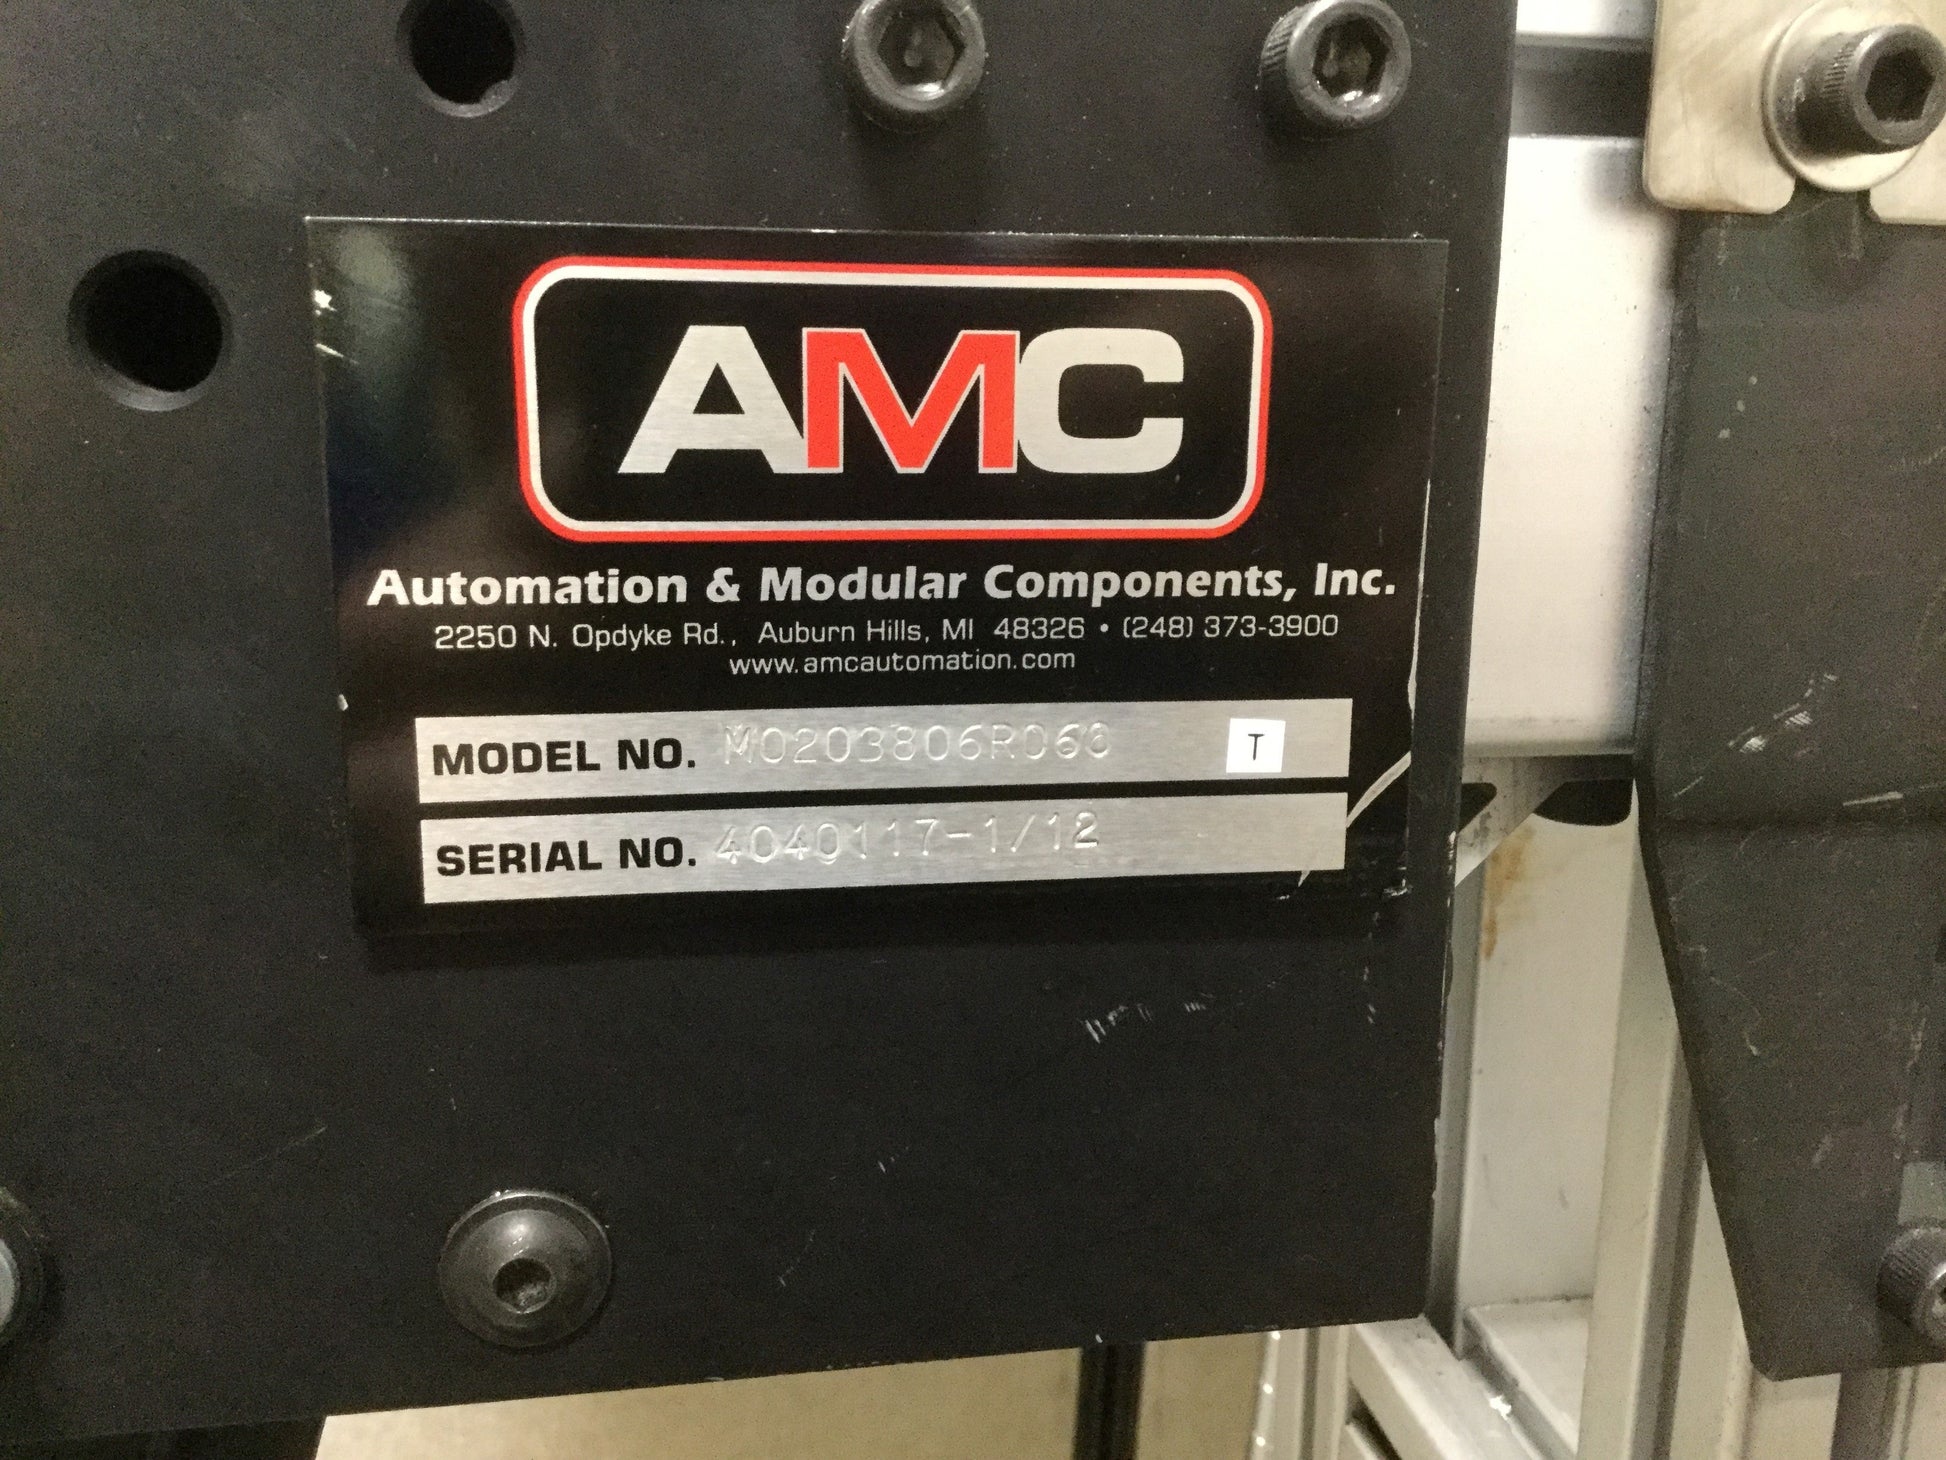 AMC
Automation & Modular Components, Inc.
2250 N. Opdyke Rd., Auburn Hills, MI 48326 • (248) 373-3900
www.amcautomation.com
MODEL NO. M0203806R060 T
SERIAL NO. 4040117-1/12